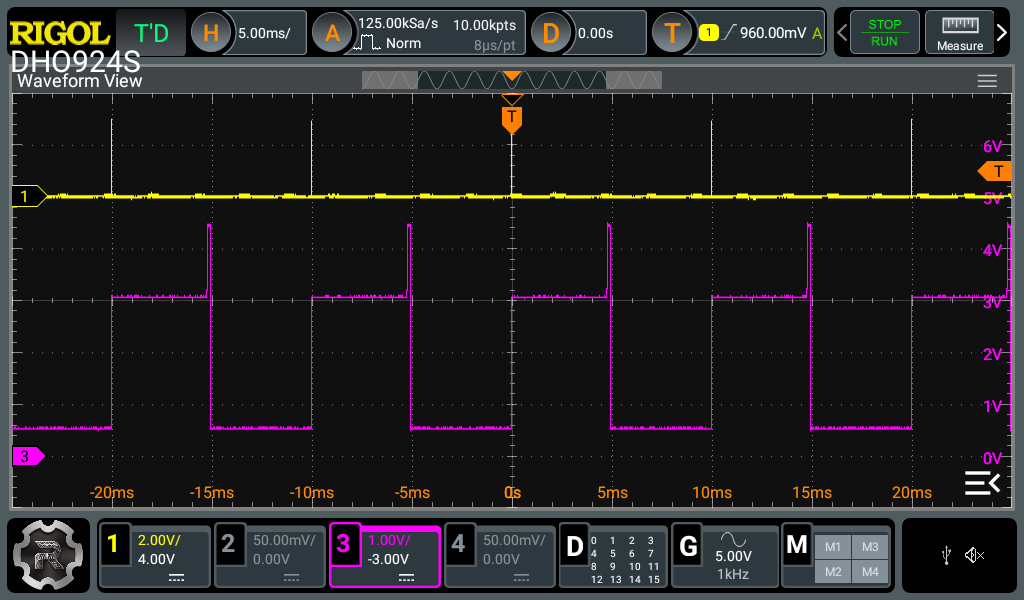 RIGOL T'D H 5.00ms/ A 125.00kSa/s 10.00kpts D 0.00s T 1 960.00mV A STOP
Norm 8µs/pt RUN Measure
DHO924S
Waveform View
T
6V
T
1 5V
4V
3V
2V
1V
3 0V
-20ms -15ms -10ms -5ms 0s 5ms 10ms 15ms 20ms
1 2.00V/ 2 50.00mV/ 3 1.00V/ 4 50.00mV/ D 0 1 2 3 G 5.00V M M1 M3
4.00V 0.00V -3.00V 0.00V 4 5 6 7 1kHz M2 M4
8 9 10 11
12 13 14 15
R